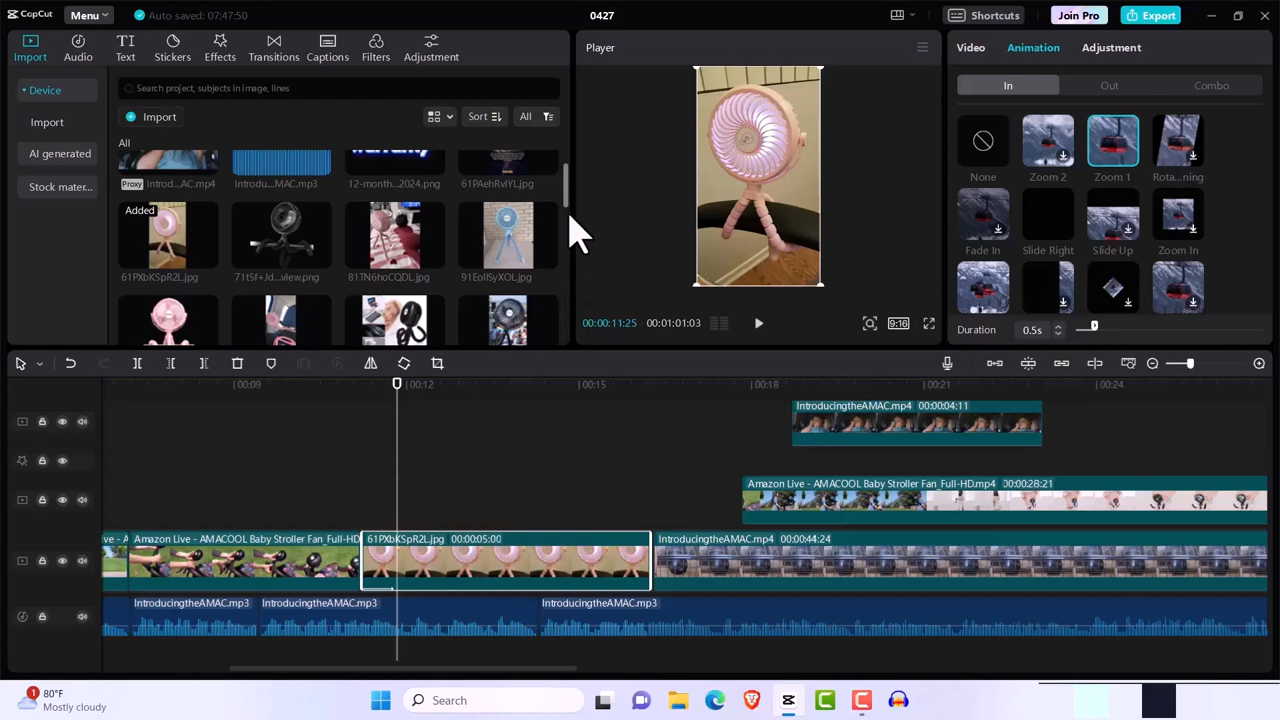 CapCut
Menu
Auto saved: 07:47:50
0427
Shortcuts
Join Pro
Export
Import
Audio
Text
Stickers
Effects
Transitions
Captions
Filters
Adjustment
Device
Import
AI generated
Stock mater...
Search project, subjects in image, lines
Import
Sort
All
All
warranty
Proxy
Introd...AC.mp4
Introdu...MAC.mp3
12-month...2024.png
61PAehRvlYL.jpg
Added
61PXbKSpR2L.jpg
71t5f+Jd...view.png
81TN6hoCQDL.jpg
91EolISyXOL.jpg
Player
00:00:11:25
00:01:01:03
9:16
Video
Animation
Adjustment
In
Out
Combo
None
Zoom 2
Zoom 1
Rota...ning
Fade In
Slide Right
Slide Up
Zoom In
Duration
0.5s
00:09
00:12
00:15
00:18
00:21
00:24
IntroducingtheAMAC.mp4 00:00:04:11
Amazon Live - AMACOOL Baby Stroller Fan_Full-HD.mp4 00:00:28:21
ive - A
Amazon Live - AMACOOL Baby Stroller Fan_Full-HD
61PXbKSpR2L.jpg 00:00:05:00
IntroducingtheAMAC.mp4 00:00:44:24
IntroducingtheAMAC.mp3
IntroducingtheAMAC.mp3
IntroducingtheAMAC.mp3
1
80°F
Mostly cloudy
Search